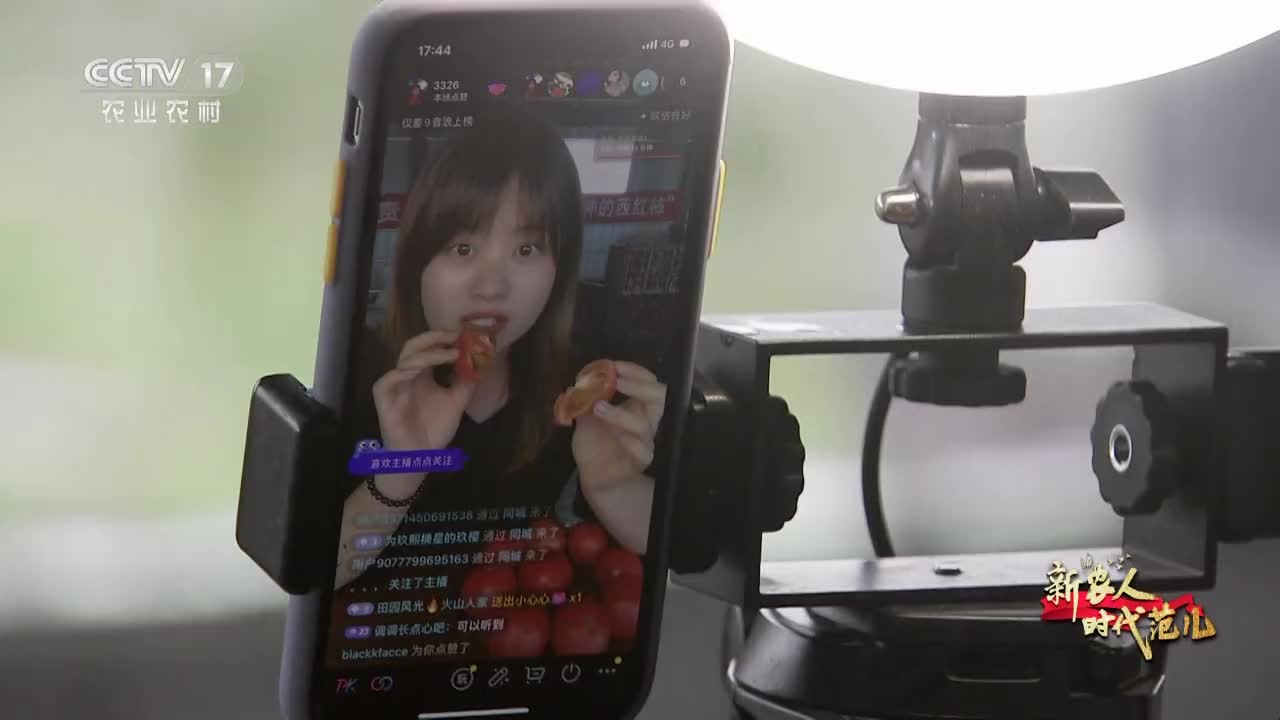 CCTV 17
农业农村
17:44
4G
3326
本场点赞
6
仅差9音浪上榜
的西红柿”
喜欢主播点点关注
1450691538 通过 同城 来了
为玖熙摘星的玖樱 通过 同城 来了
用户9077799695163 通过 同城 来了
。。。 关注了主播
田园风光🔥火山人家 送出小心心 x1
23 调调长点心吧：可以听到
blackkfacce 为你点赞了
PK
玩
新农人
时代范儿